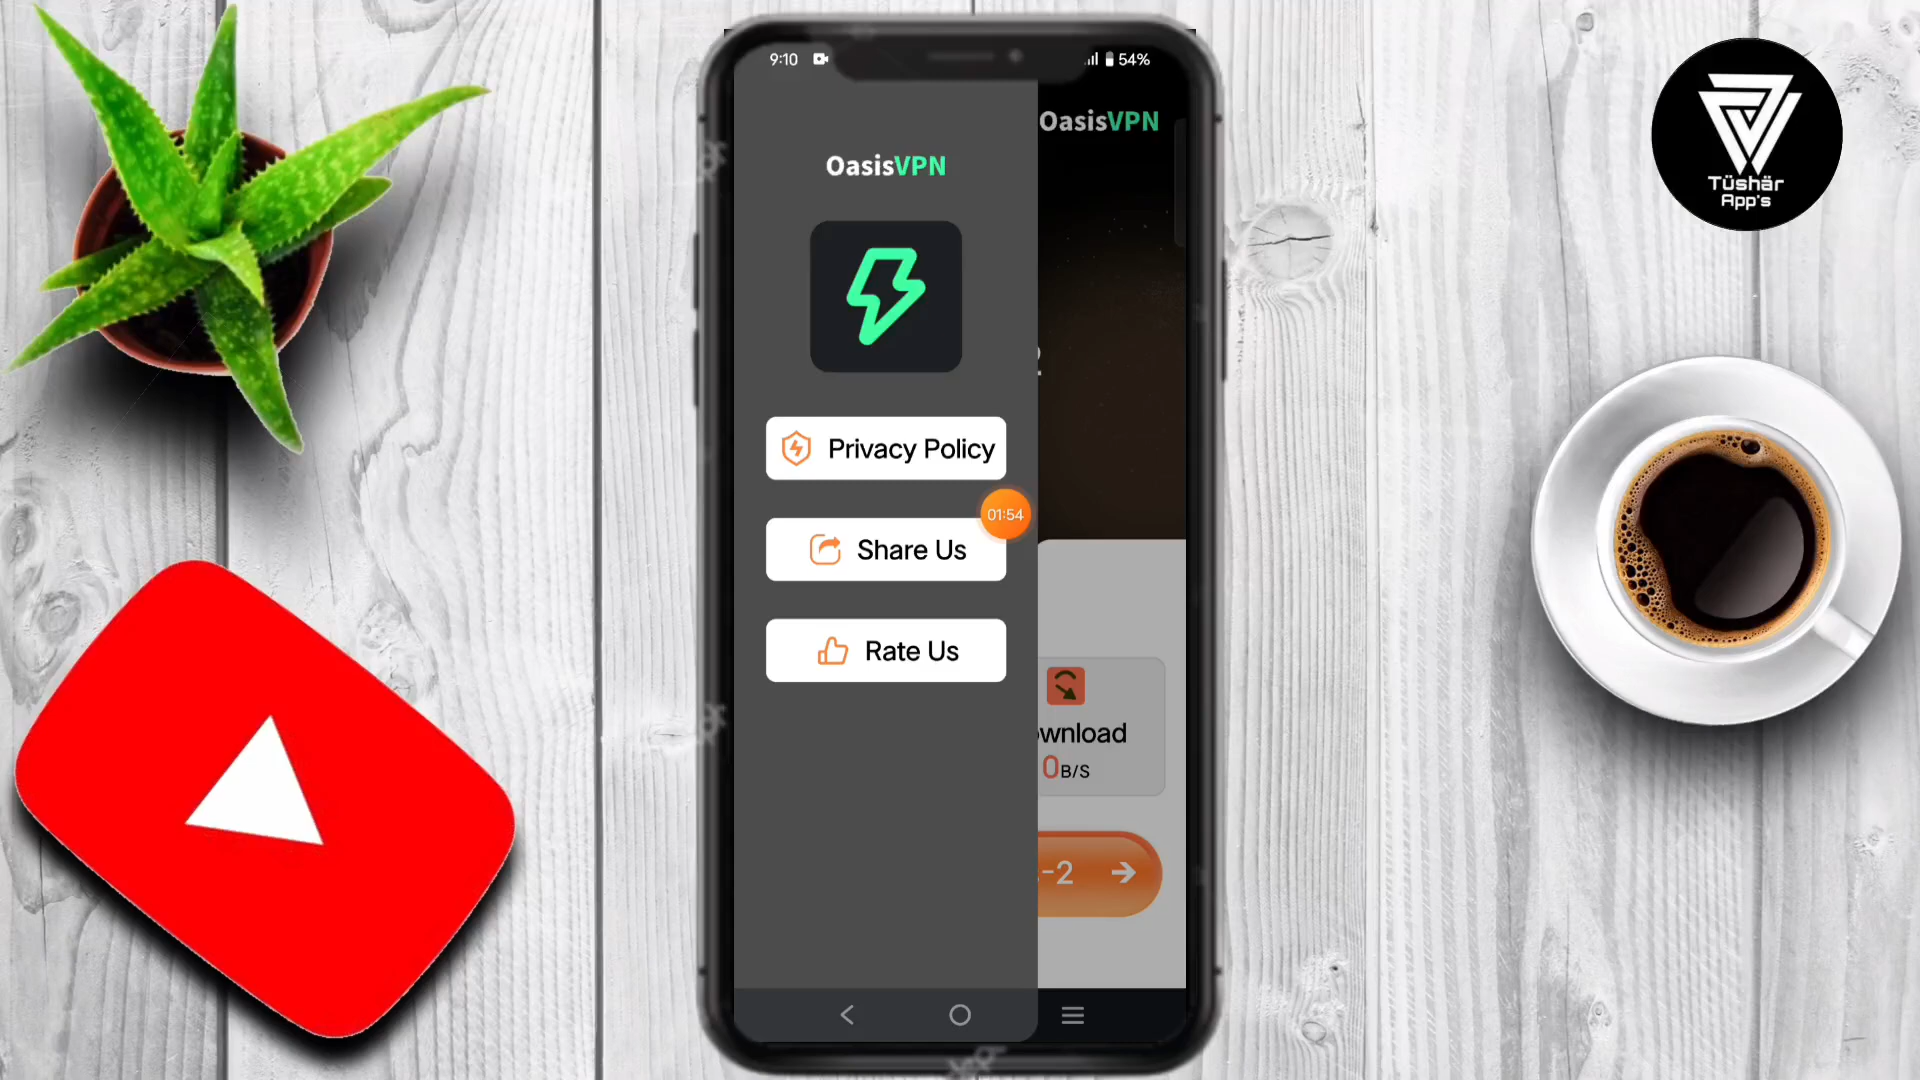 9:10
54%
OasisVPN
OasisVPN
Privacy Policy
01:54
Share Us
Rate Us
wnload
0B/S
-2
Tüshär
App's